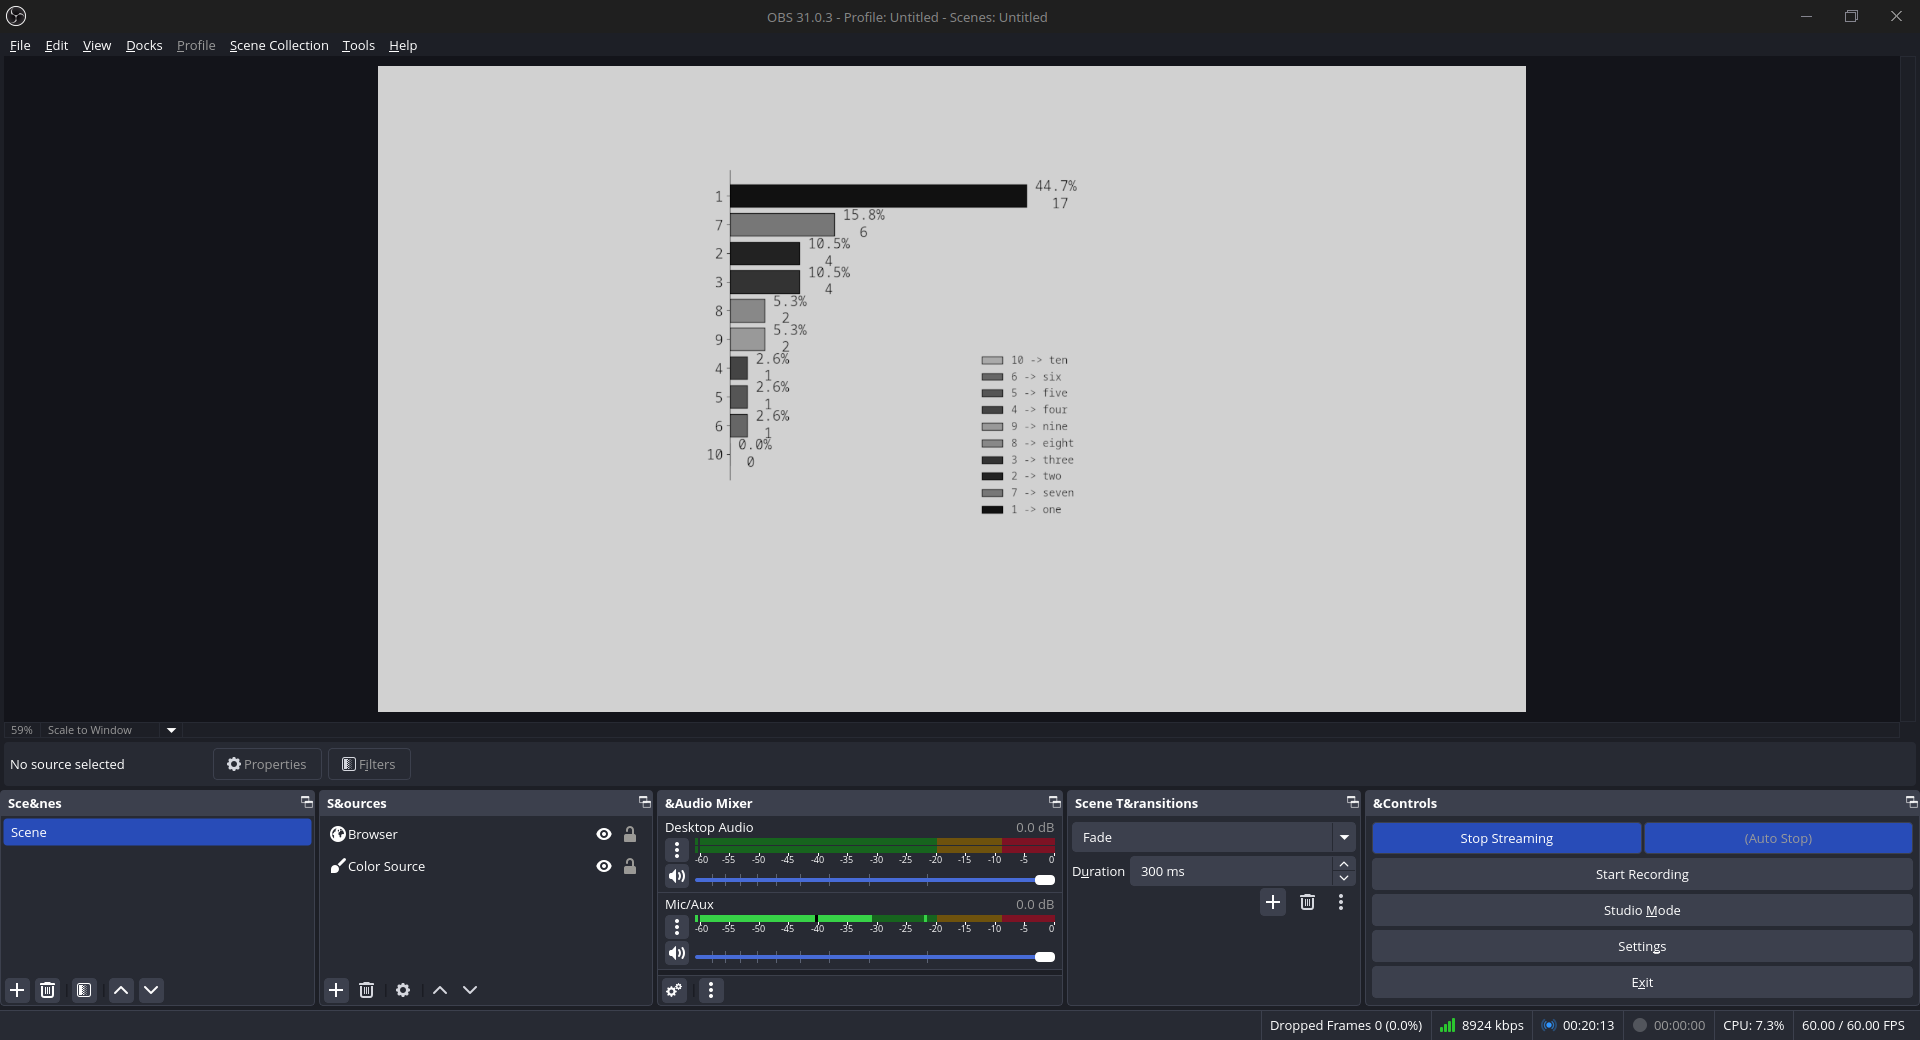 OBS 31.0.3 - Profile: Untitled - Scenes: Untitled
File Edit View Docks Profile Scene Collection Tools Help
1 44.7%
17
7 15.8%
6
2 10.5%
4
3 10.5%
4
8 5.3%
2
9 5.3%
2
4 2.6%
1
5 2.6%
1
6 2.6%
1
10 0.0%
0
10 -> ten
6 -> six
5 -> five
4 -> four
9 -> nine
8 -> eight
3 -> three
2 -> two
7 -> seven
1 -> one
59% Scale to Window
No source selected Properties Filters
Sce&nes
Scene
S&ources
Browser
Color Source
&Audio Mixer
Desktop Audio 0.0 dB
-60 -55 -50 -45 -40 -35 -30 -25 -20 -15 -10 -5 0
Mic/Aux 0.0 dB
-60 -55 -50 -45 -40 -35 -30 -25 -20 -15 -10 -5 0
Scene T&ransitions
Fade
Duration 300 ms
&Controls
Stop Streaming (Auto Stop)
Start Recording
Studio Mode
Settings
Exit
Dropped Frames 0 (0.0%) 8924 kbps 00:20:13 00:00:00 CPU: 7.3% 60.00 / 60.00 FPS